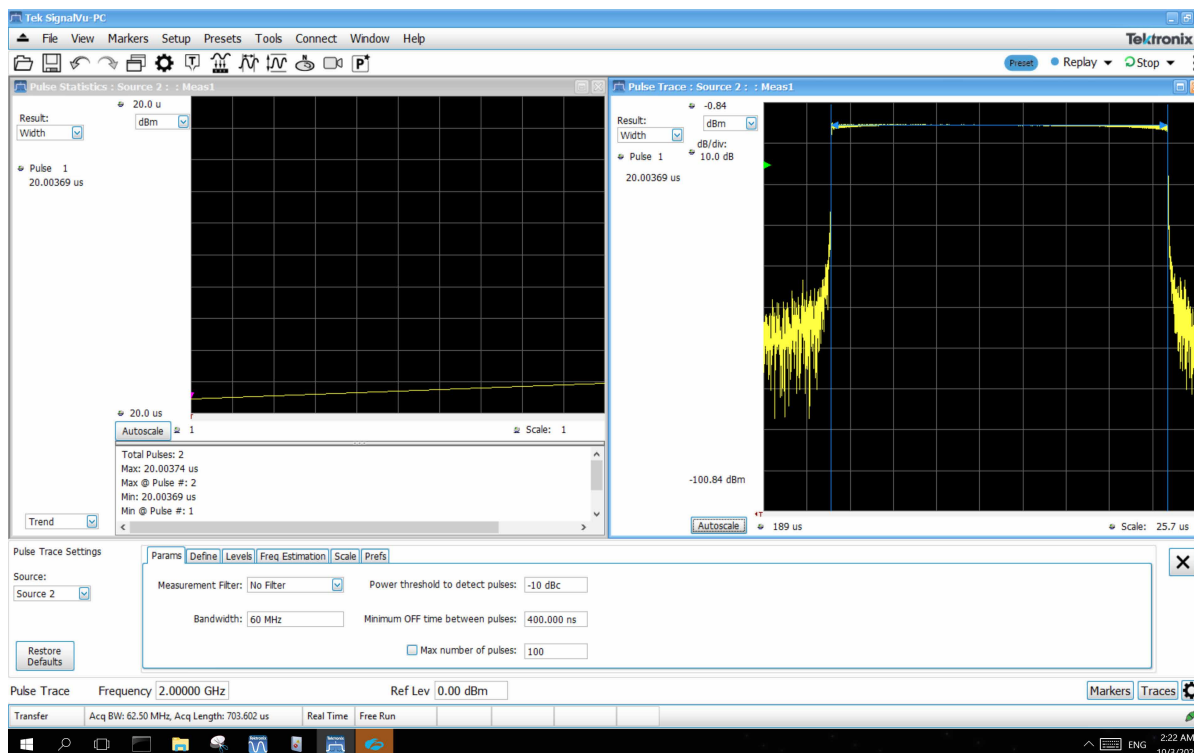 Tek SignalVu-PC
File View Markers Setup Presets Tools Connect Window Help
Tektronix
Preset Replay Stop
Pulse Statistics : Source 2 : : Meas1
Result:
Width
Pulse 1
20.00369 us
20.0 u
dBm
20.0 us
Autoscale 1 Scale: 1
Total Pulses: 2
Max: 20.00374 us
Max @ Pulse #: 2
Min: 20.00369 us
Min @ Pulse #: 1
Trend
Pulse Trace : Source 2 : : Meas1
Result:
Width
Pulse 1
20.00369 us
-0.84
dBm
dB/div:
10.0 dB
-100.84 dBm
Autoscale 189 us Scale: 25.7 us
Pulse Trace Settings
Source:
Source 2
Restore
Defaults
Params Define Levels Freq Estimation Scale Prefs
Measurement Filter: No Filter Power threshold to detect pulses: -10 dBc
Bandwidth: 60 MHz Minimum OFF time between pulses: 400.000 ns
Max number of pulses: 100
Pulse Trace Frequency 2.00000 GHz Ref Lev 0.00 dBm Markers Traces
Transfer Acq BW: 62.50 MHz, Acq Length: 703.602 us Real Time Free Run
ENG 2:22 AM